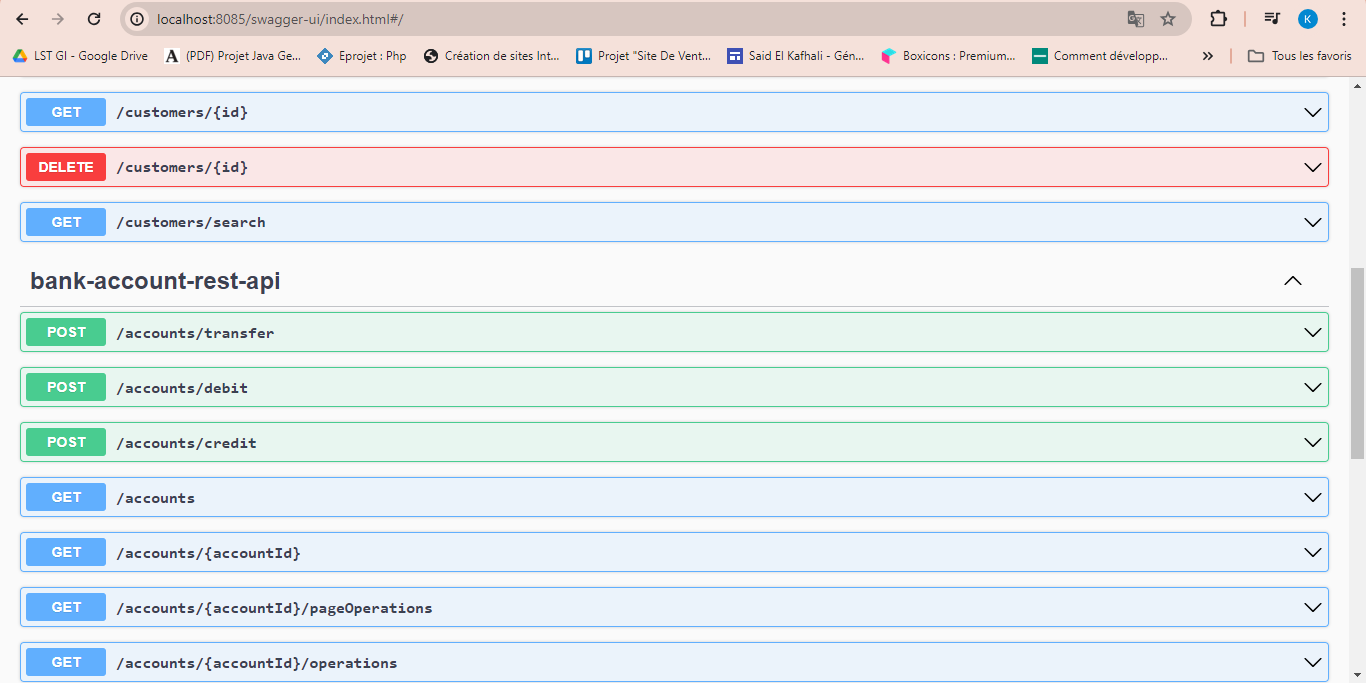 localhost:8085/swagger-ui/index.html#/
K
LST GI - Google Drive
A (PDF) Projet Java Ge...
Eprojet : Php
Création de sites Int...
Projet "Site De Vent...
Said El Kafhali - Gén...
Boxicons : Premium...
Comment développ...
»
Tous les favoris
GET /customers/{id}
DELETE /customers/{id}
GET /customers/search
bank-account-rest-api
POST /accounts/transfer
POST /accounts/debit
POST /accounts/credit
GET /accounts
GET /accounts/{accountId}
GET /accounts/{accountId}/pageOperations
GET /accounts/{accountId}/operations